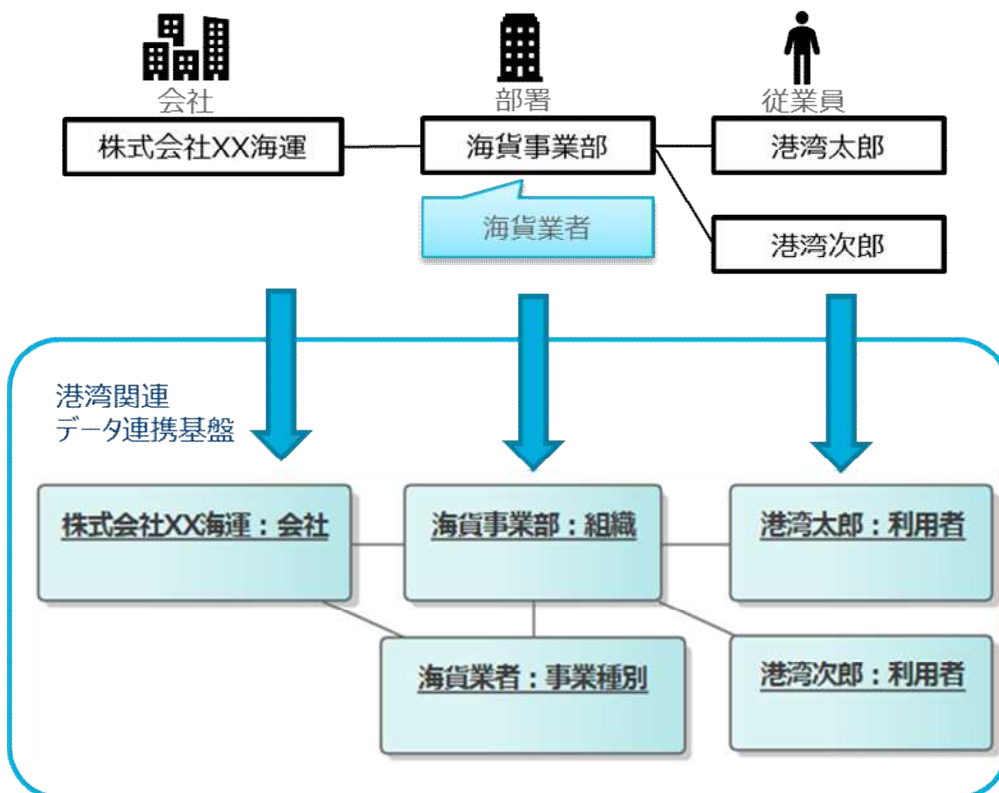 会社
部署
従業員
株式会社XX海運
海貨事業部
港湾太郎
海貨業者
港湾次郎
港湾関連
データ連携基盤
株式会社XX海運：会社
海貨事業部：組織
港湾太郎：利用者
海貨業者：事業種別
港湾次郎：利用者